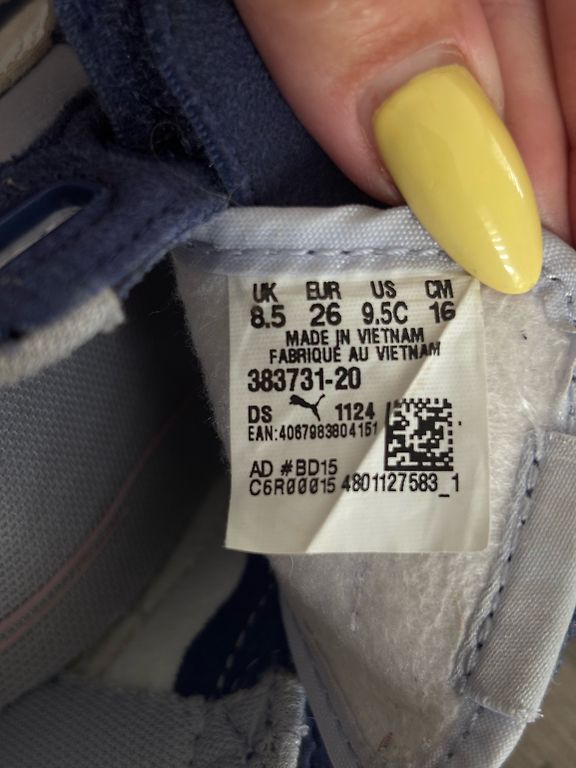 UK EUR US CM
8.5 26 9.5C 16
MADE IN VIETNAM
FABRIQUÉ AU VIETNAM
383731-20
DS 1124
EAN:4067983804151
AD #BD15
C6R00015 4801127583_1